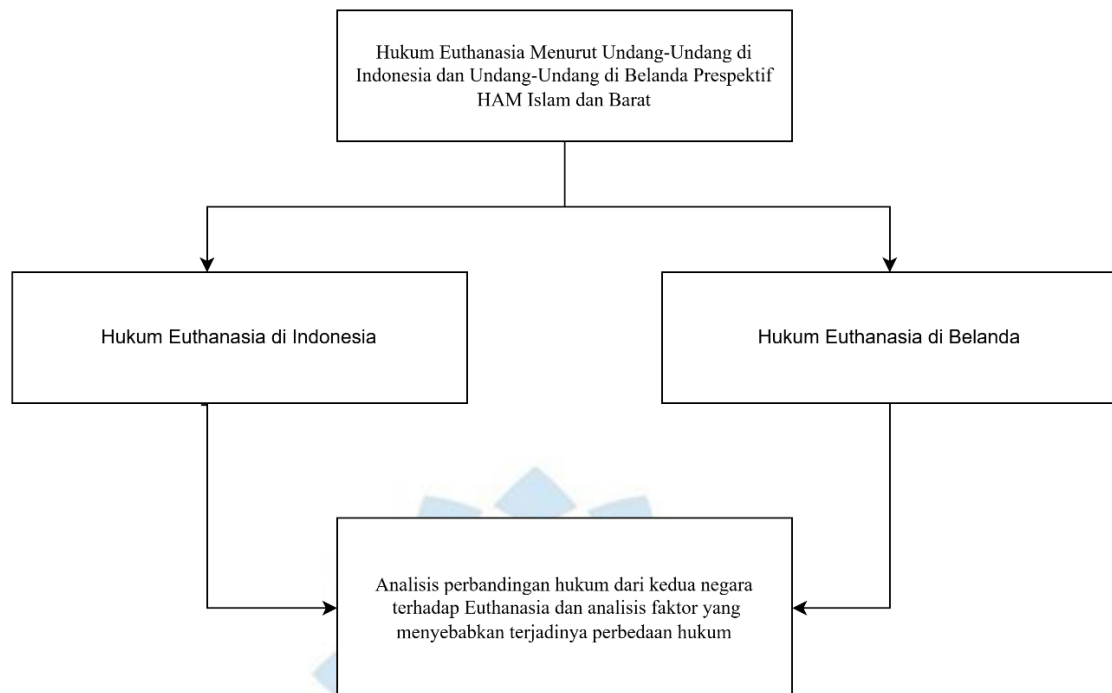 Hukum Euthanasia Menurut Undang-Undang di
Indonesia dan Undang-Undang di Belanda Prespektif
HAM Islam dan Barat
Hukum Euthanasia di Indonesia
Hukum Euthanasia di Belanda
Analisis perbandingan hukum dari kedua negara
terhadap Euthanasia dan analisis faktor yang
menyebabkan terjadinya perbedaan hukum